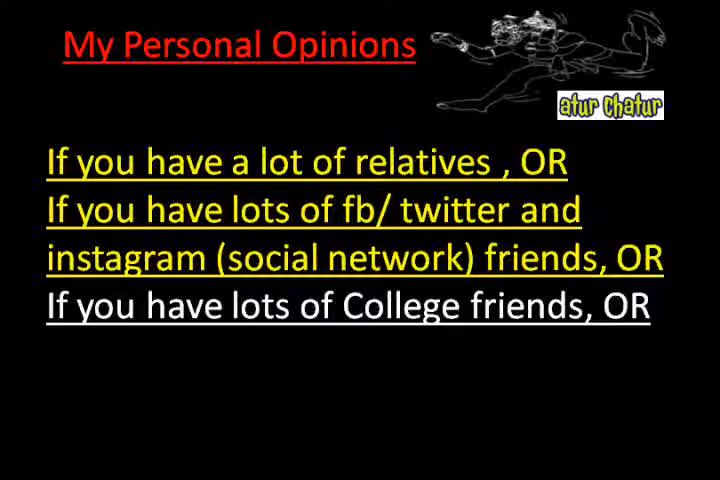 My Personal Opinions
atur chatur
If you have a lot of relatives , OR
If you have lots of fb/ twitter and
instagram (social network) friends, OR
If you have lots of College friends, OR